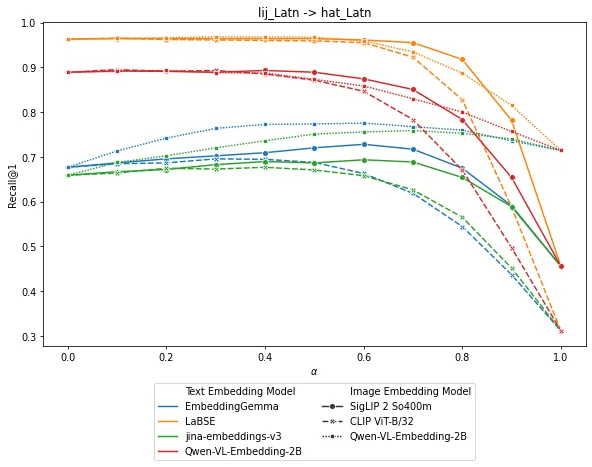 lij_Latn -> hat_Latn
1.0
0.9
0.8
0.7
0.6
0.5
0.4
0.3
Recall@1
0.0 0.2 0.4 0.6 0.8 1.0
α
Text Embedding Model Image Embedding Model
EmbeddingGemma SigLIP 2 So400m
LaBSE CLIP ViT-B/32
jina-embeddings-v3 Qwen-VL-Embedding-2B
Qwen-VL-Embedding-2B